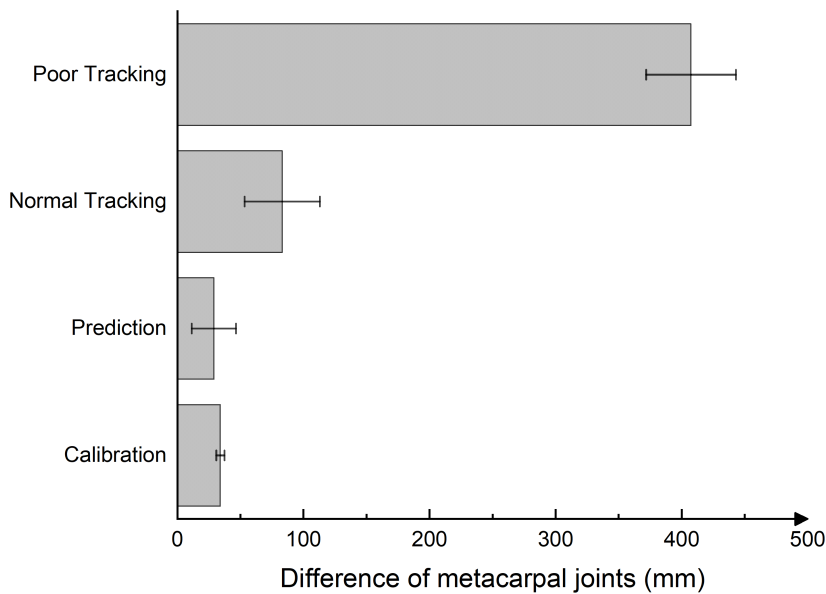 Poor Tracking
Normal Tracking
Prediction
Calibration
0 100 200 300 400 500
Difference of metacarpal joints (mm)